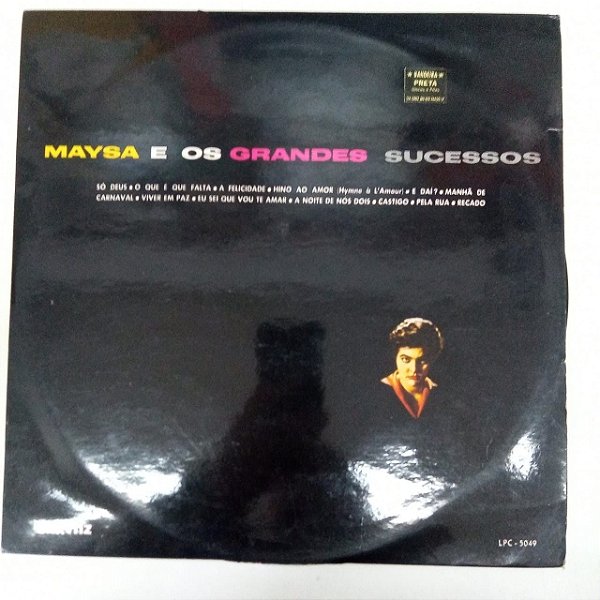 ★ BANDEIRA ★
PRETA
MAYSA E OS GRANDES SUCESSOS
SÓ DEUS • O QUE É QUE FALTA • A FELICIDADE • HINO AO AMOR (Hymne à L'Amour) • E DAÍ? • MANHÃ DE
CARNAVAL • VIVER EM PAZ • EU SEI QUE VOU TE AMAR • A NOITE DE NÓS DOIS • CASTIGO • PELA RUA • RECADO
LPC - 5049